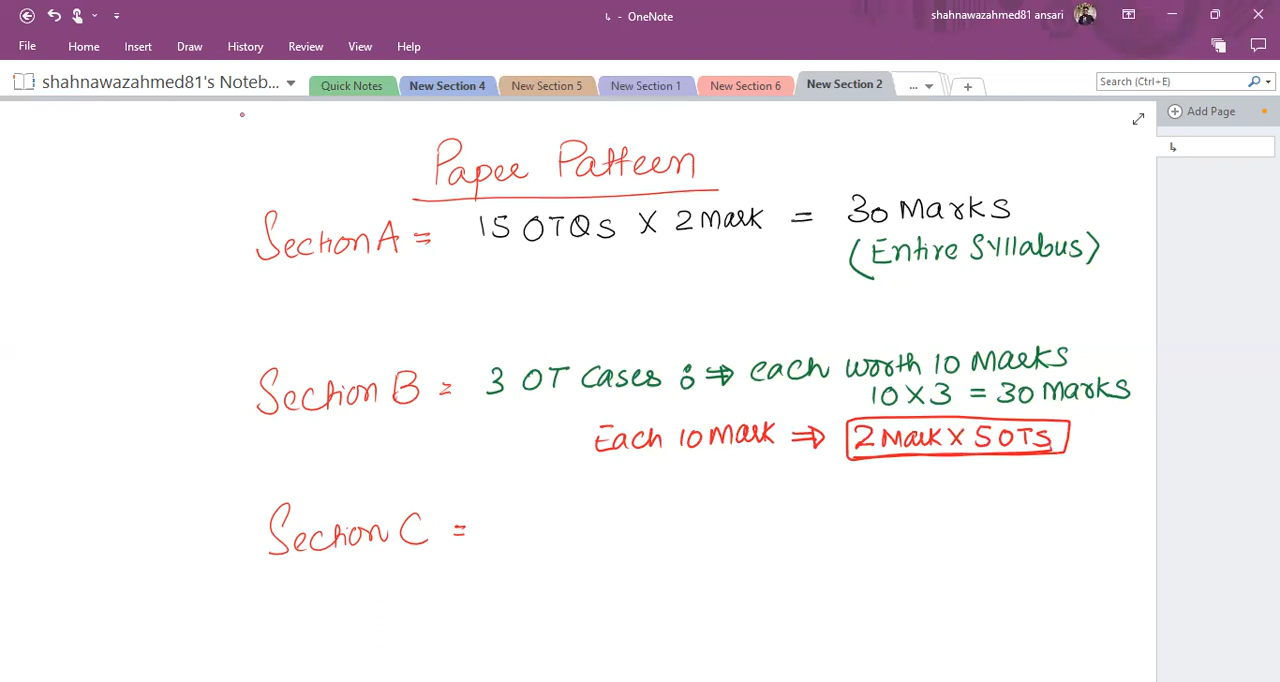 - OneNote
shahnawazahmed81 ansari
File Home Insert Draw History Review View Help
shahnawazahmed81's Noteb...
Quick Notes
New Section 4
New Section 5
New Section 1
New Section 6
New Section 2
...
Search (Ctrl+E)
Add Page
Paper Pattern
Section A = 15 OTQs X 2 Mark = 30 Marks
(Entire Syllabus)
Section B = 3 OT Cases : ⇒ each worth 10 Marks
10 X 3 = 30 Marks
Each 10 Mark ⇒ 2 Mark X 5 OTs
Section C =